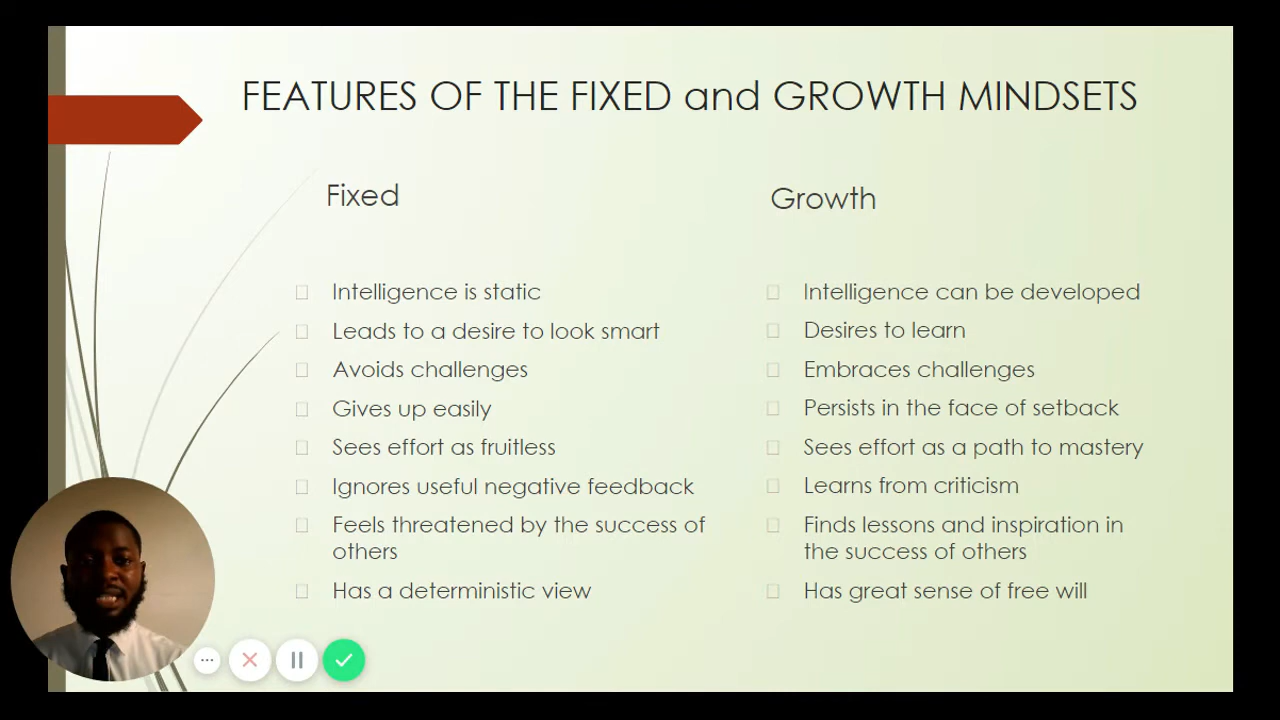 FEATURES OF THE FIXED and GROWTH MINDSETS
Fixed
Intelligence is static
Leads to a desire to look smart
Avoids challenges
Gives up easily
Sees effort as fruitless
Ignores useful negative feedback
Feels threatened by the success of
others
Has a deterministic view
Growth
Intelligence can be developed
Desires to learn
Embraces challenges
Persists in the face of setback
Sees effort as a path to mastery
Learns from criticism
Finds lessons and inspiration in
the success of others
Has great sense of free will